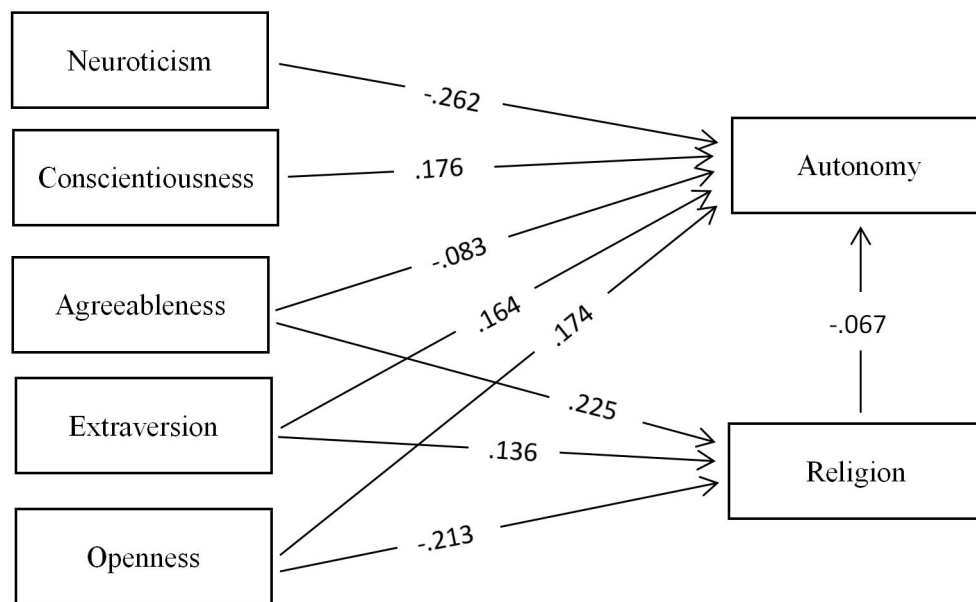 Neuroticism
-.262
Conscientiousness
.176
Autonomy
Agreeableness
-.083
.164
.174
-.067
.225
Extraversion
.136
Religion
Openness
-.213